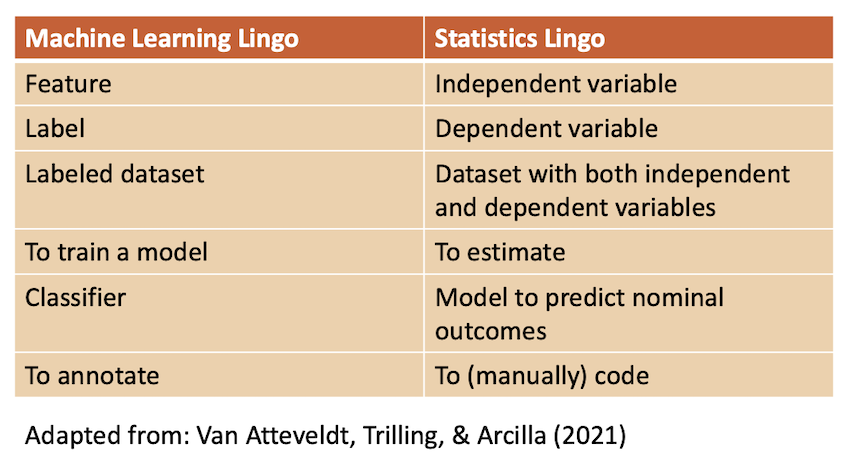 Machine Learning Lingo
Statistics Lingo
Feature
Independent variable
Label
Dependent variable
Labeled dataset
Dataset with both independent
and dependent variables
To train a model
To estimate
Classifier
Model to predict nominal
outcomes
To annotate
To (manually) code
Adapted from: Van Atteveldt, Trilling, & Arcilla (2021)